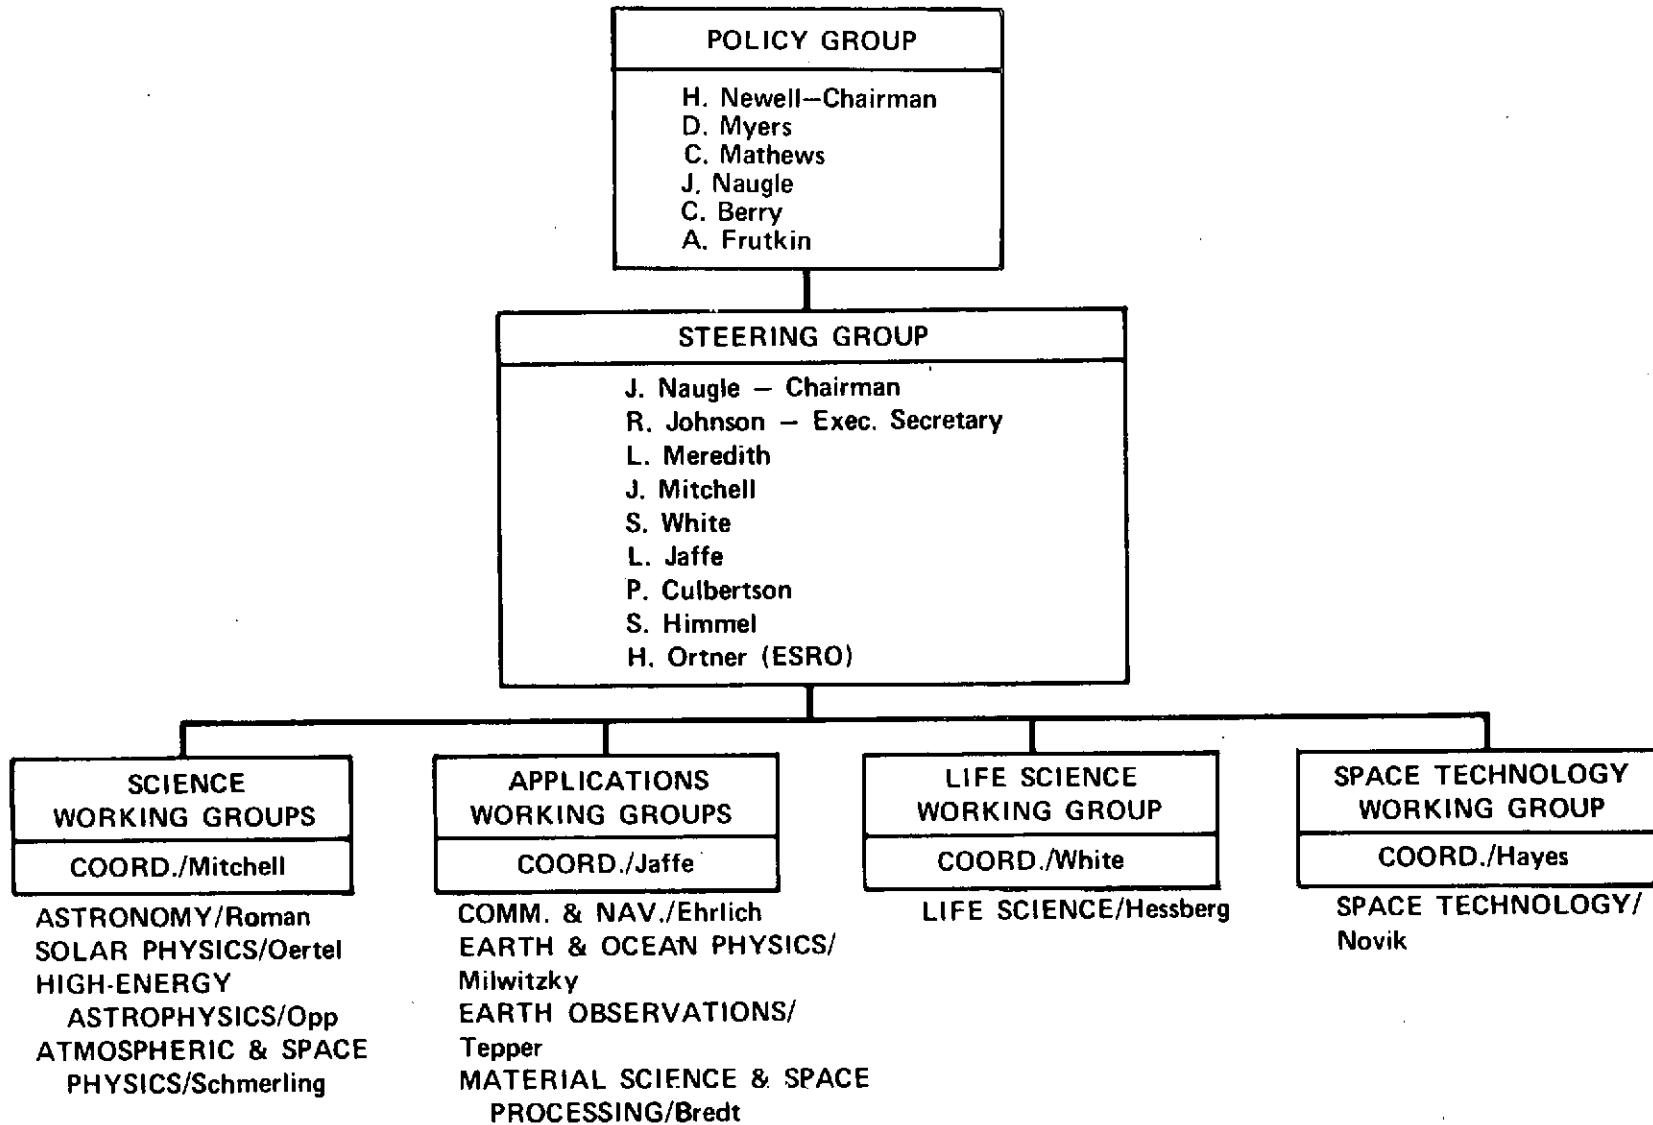 POLICY GROUP
H. Newell—Chairman
D. Myers
C. Mathews
J. Naugle
C. Berry
A. Frutkin
STEERING GROUP
J. Naugle — Chairman
R. Johnson — Exec. Secretary
L. Meredith
J. Mitchell
S. White
L. Jaffe
P. Culbertson
S. Himmel
H. Ortner (ESRO)
SCIENCE
WORKING GROUPS
COORD./Mitchell
ASTRONOMY/Roman
SOLAR PHYSICS/Oertel
HIGH-ENERGY
ASTROPHYSICS/Opp
ATMOSPHERIC & SPACE
PHYSICS/Schmerling
APPLICATIONS
WORKING GROUPS
COORD./Jaffe
COMM. & NAV./Ehrlich
EARTH & OCEAN PHYSICS/
Milwitzky
EARTH OBSERVATIONS/
Tepper
MATERIAL SCIENCE & SPACE
PROCESSING/Bredt
LIFE SCIENCE
WORKING GROUP
COORD./White
LIFE SCIENCE/Hessberg
SPACE TECHNOLOGY
WORKING GROUP
COORD./Hayes
SPACE TECHNOLOGY/
Novik